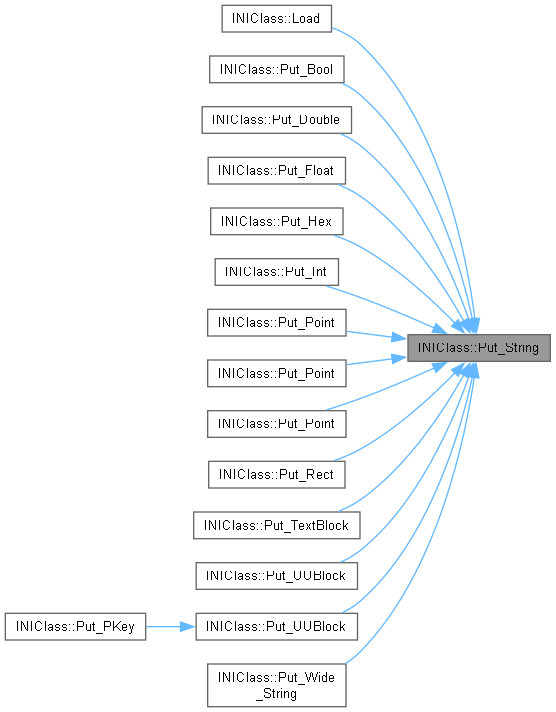 INIClass::Load
INIClass::Put_Bool
INIClass::Put_Double
INIClass::Put_Float
INIClass::Put_Hex
INIClass::Put_Int
INIClass::Put_Point
INIClass::Put_String
INIClass::Put_Point
INIClass::Put_Point
INIClass::Put_Rect
INIClass::Put_TextBlock
INIClass::Put_UUBlock
INIClass::Put_PKey
INIClass::Put_UUBlock
INIClass::Put_Wide
_String